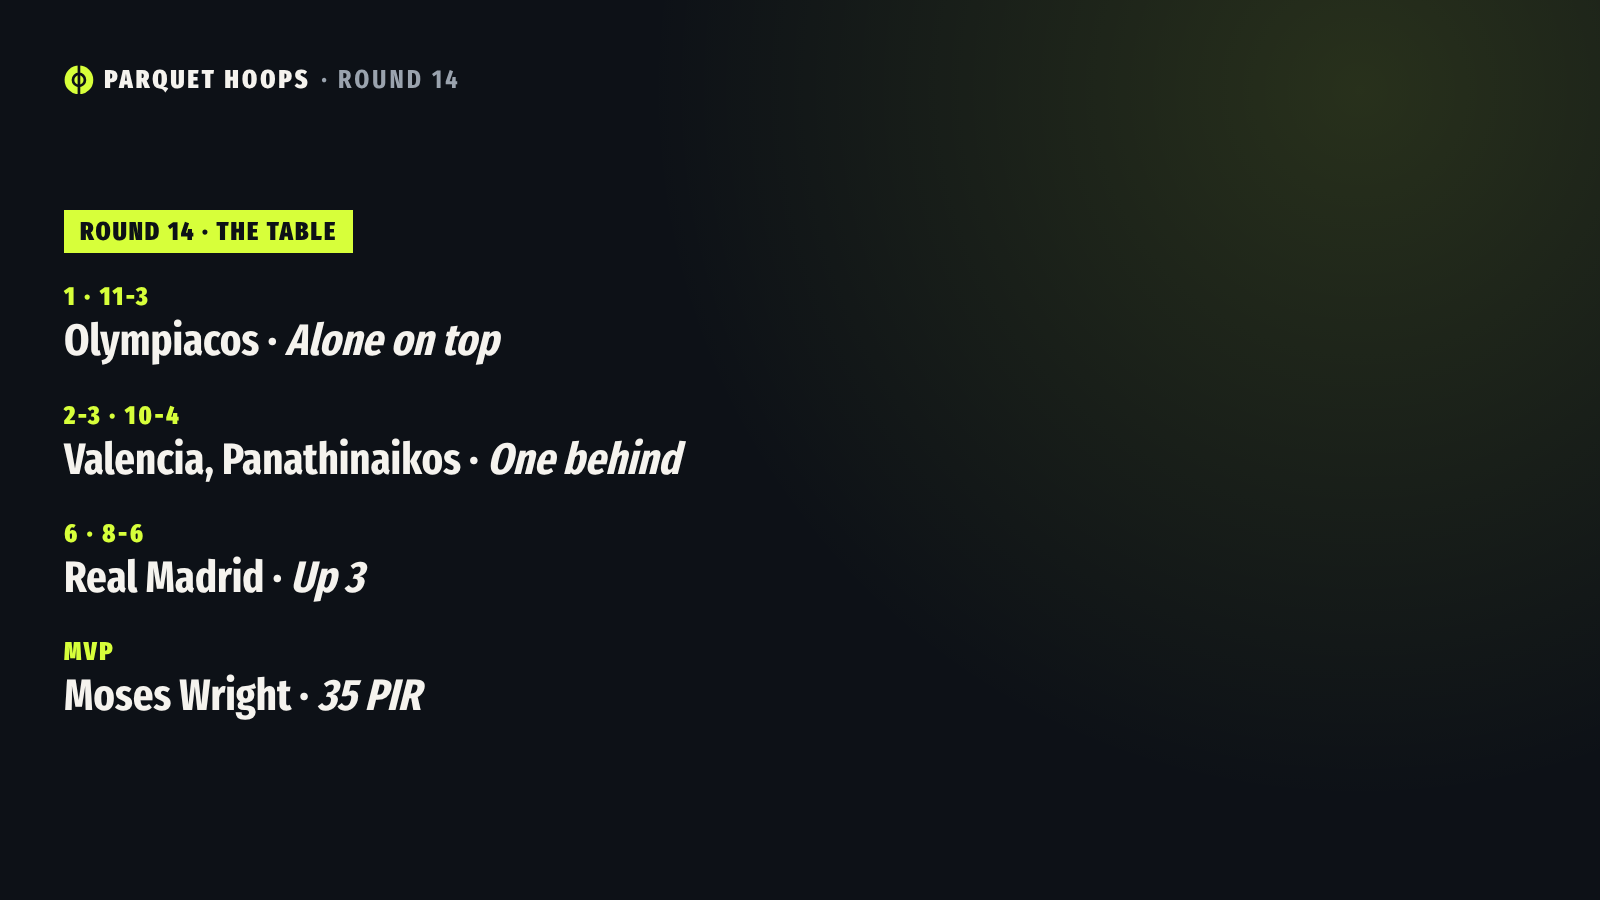 PARQUET HOOPS · ROUND 14
ROUND 14 · THE TABLE
1 · 11-3
Olympiacos · Alone on top
2-3 · 10-4
Valencia, Panathinaikos · One behind
6 · 8-6
Real Madrid · Up 3
MVP
Moses Wright · 35 PIR